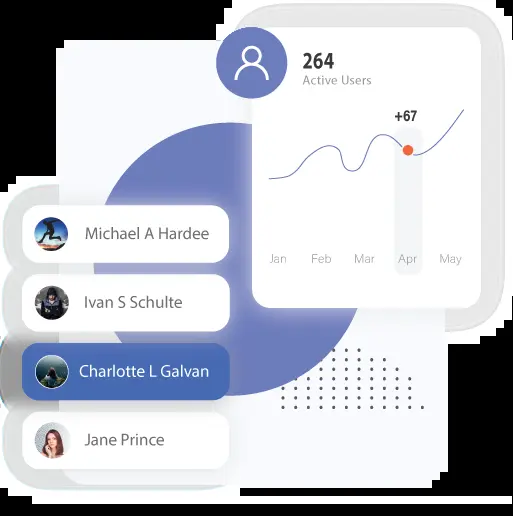 264
Active Users
+67
Jan Feb Mar Apr May
Michael A Hardee
Ivan S Schulte
Charlotte L Galvan
Jane Prince